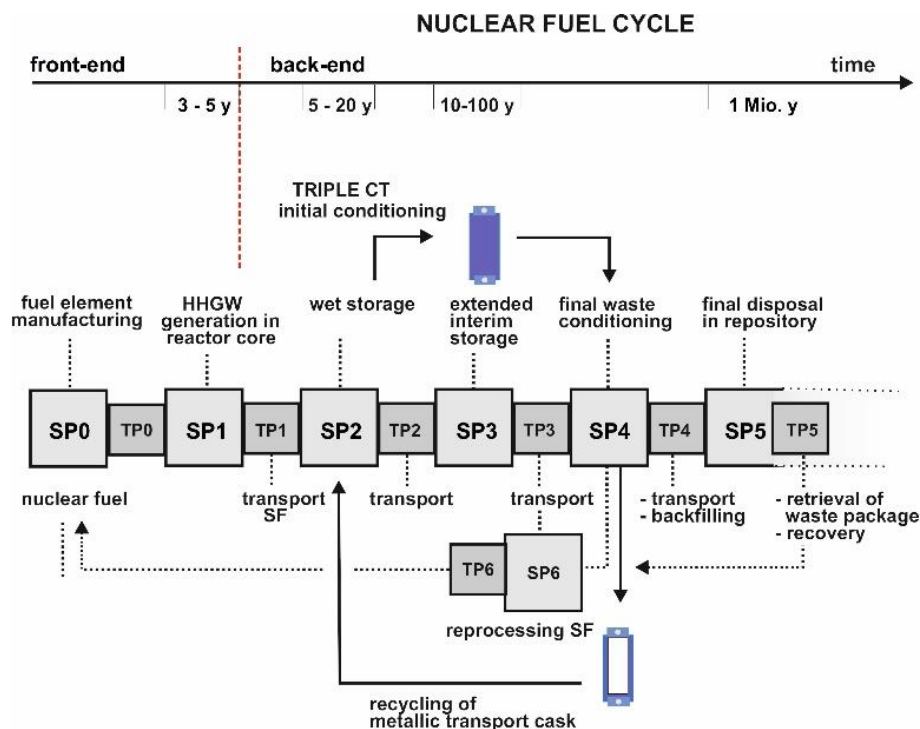 NUCLEAR FUEL CYCLE
front-end
back-end
time
3 - 5 y
5 - 20 y
10-100 y
1 Mio. y
TRIPLE CT
initial conditioning
fuel element
manufacturing
HHGW
generation in
reactor core
wet storage
extended
interim
storage
final waste
conditioning
final disposal
in repository
SP0
TP0
SP1
TP1
SP2
TP2
SP3
TP3
SP4
TP4
SP5
TP5
nuclear fuel
transport
SF
transport
transport
- transport
- backfilling
- retrieval of
waste package
- recovery
TP6
SP6
reprocessing SF
recycling of
metallic transport cask